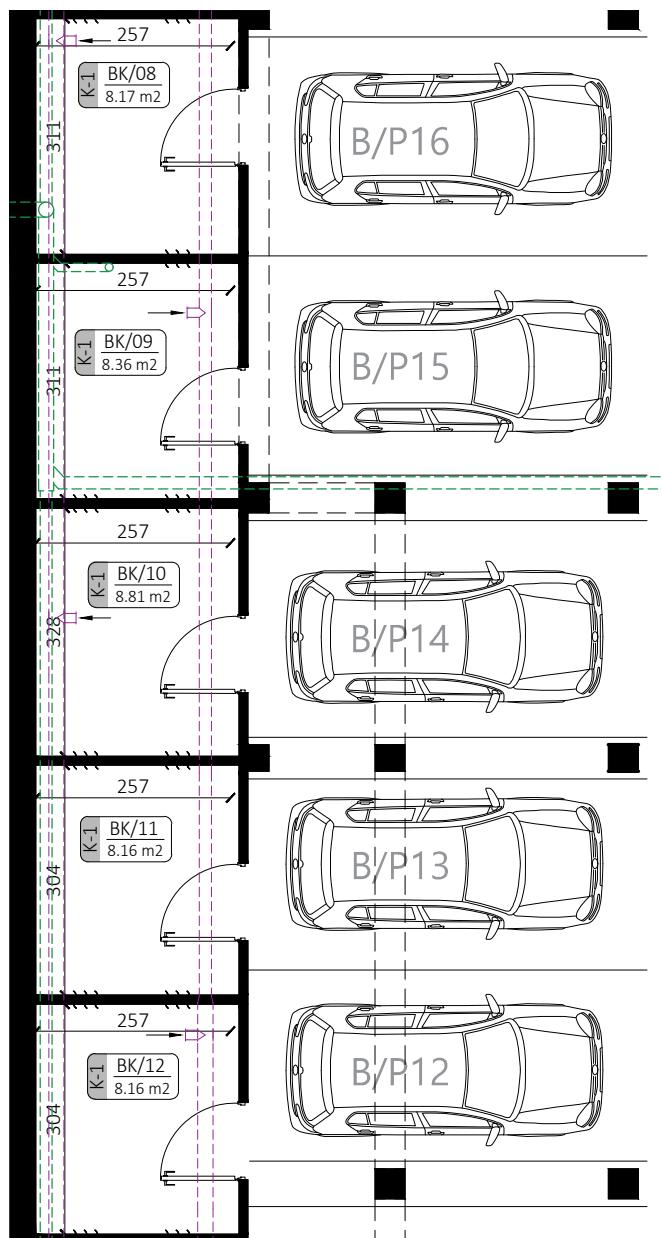 257
K-1 BK/08
8.17 m2
311
B/P16
257
K-1 BK/09
8.36 m2
311
B/P15
257
K-1 BK/10
8.81 m2
328
B/P14
257
K-1 BK/11
8.16 m2
304
B/P13
257
K-1 BK/12
8.16 m2
304
B/P12